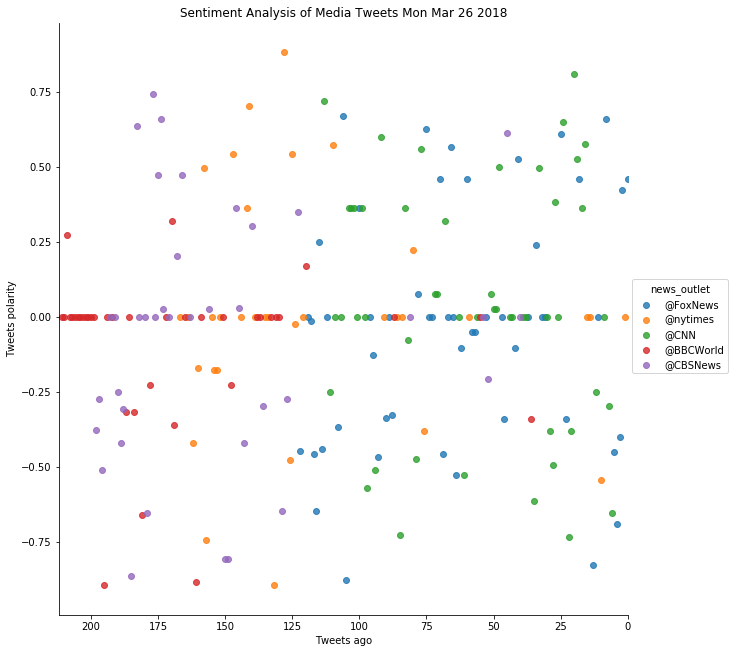 Sentiment Analysis of Media Tweets Mon Mar 26 2018
Tweets polarity
0.75
0.50
0.25
0.00
−0.25
−0.50
−0.75
200 175 150 125 100 75 50 25 0
Tweets ago
news_outlet
@FoxNews
@nytimes
@CNN
@BBCWorld
@CBSNews